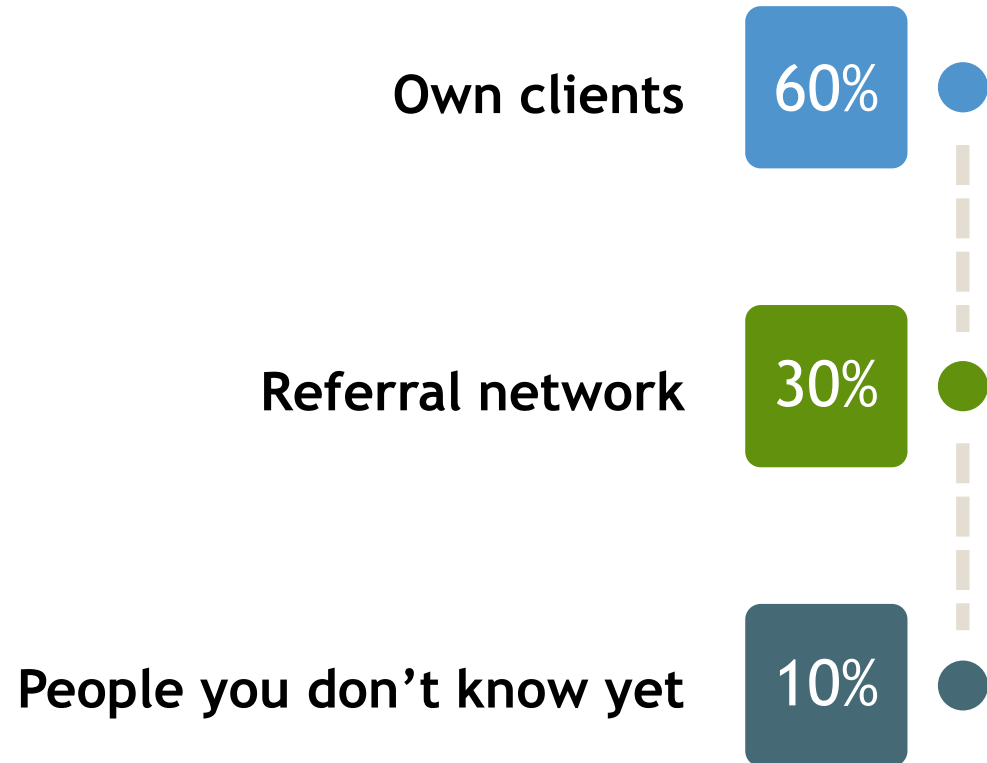 Own clients 60%
Referral network 30%
People you don’t know yet 10%